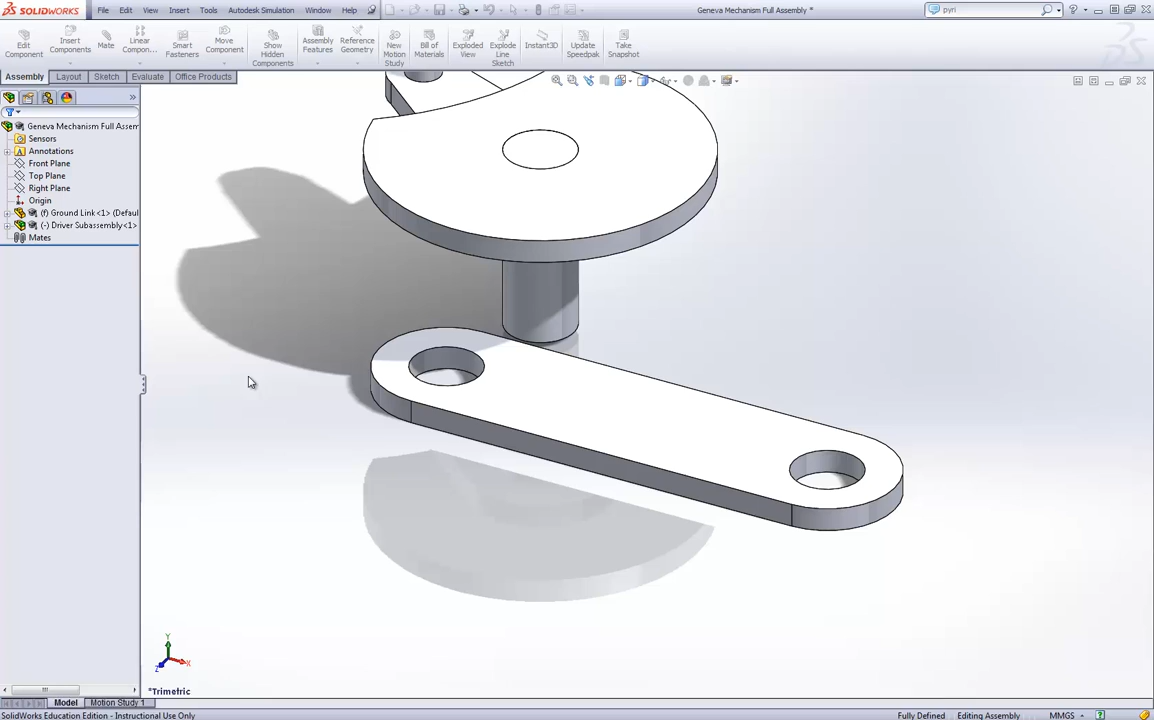 SOLIDWORKS File Edit View Insert Tools Autodesk Simulation Window Help Geneva Mechanism Full Assembly * pyri
Edit Component
Insert Components
Mate
Linear Compon...
Smart Fasteners
Move Component
Show Hidden Components
Assembly Features
Reference Geometry
New Motion Study
Bill of Materials
Exploded View
Explode Line Sketch
Instant3D
Update Speedpak
Take Snapshot
Assembly Layout Sketch Evaluate Office Products
Geneva Mechanism Full Assem
Sensors
Annotations
Front Plane
Top Plane
Right Plane
Origin
(f) Ground Link<1> (Defaul
(-) Driver Subassembly<1>
Mates
Y
Z X
*Trimetric
Model Motion Study 1
SolidWorks Education Edition - Instructional Use Only Fully Defined Editing Assembly MMGS